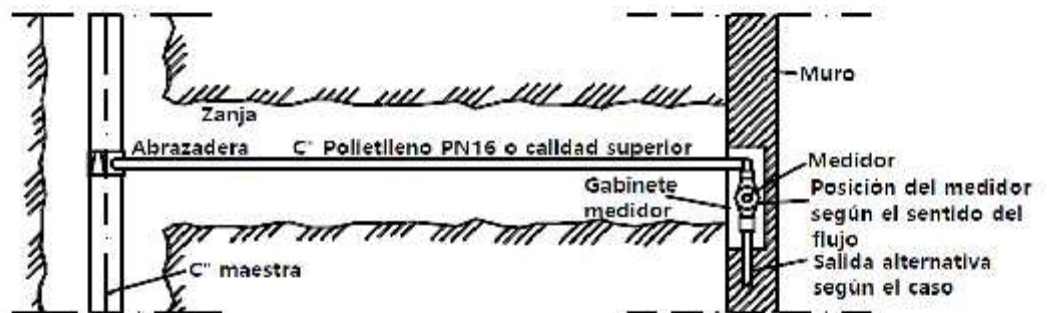 Muro
Zanja
Abrazadera
C" Polietlleno PN16 o calidad superior
Medidor
Gabinete
medidor
Posición del medidor
según el sentido del
flujo
C" maestra
Salida alternativa
según el caso